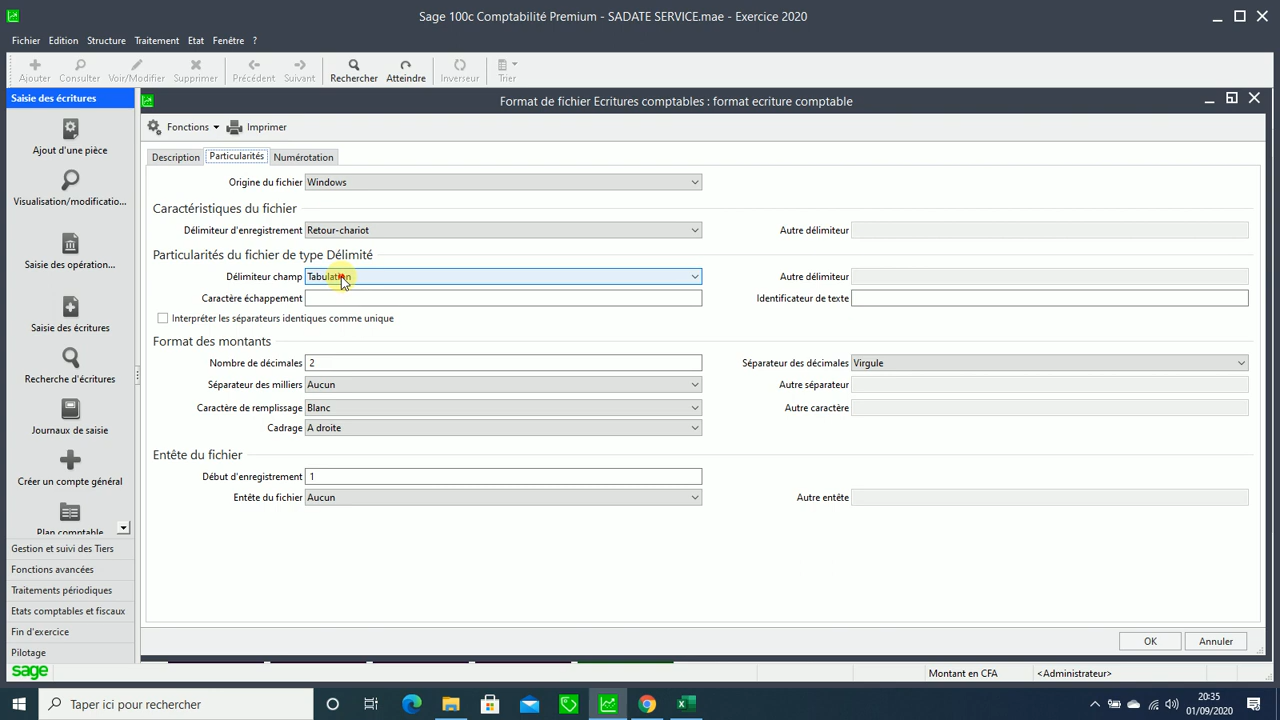 Sage 100c Comptabilité Premium - SADATE SERVICE.mae - Exercice 2020
Fichier Edition Structure Traitement Etat Fenêtre ?
Ajouter Consulter Voir/Modifier Supprimer Précédent Suivant Rechercher Atteindre Inverseur Trier
Saisie des écritures
Format de fichier Ecritures comptables : format ecriture comptable
Fonctions Imprimer
Ajout d'une pièce
Visualisation/modificatio...
Saisie des opération...
Saisie des écritures
Recherche d'écritures
Journaux de saisie
Créer un compte général
Plan comptable
Gestion et suivi des Tiers
Fonctions avancées
Traitements périodiques
Etats comptables et fiscaux
Fin d'exercice
Pilotage
Description Particularités Numérotation
Origine du fichier Windows
Caractéristiques du fichier
Délimiteur d'enregistrement Retour-chariot Autre délimiteur
Particularités du fichier de type Délimité
Délimiteur champ Tabulation Autre délimiteur
Caractère échappement Identificateur de texte
Interpréter les séparateurs identiques comme unique
Format des montants
Nombre de décimales 2 Séparateur des décimales Virgule
Séparateur des milliers Aucun Autre séparateur
Caractère de remplissage Blanc Autre caractère
Cadrage A droite
Entête du fichier
Début d'enregistrement 1
Entête du fichier Aucun Autre entête
OK Annuler
sage Montant en CFA <Administrateur>
Taper ici pour rechercher
20:35
01/09/2020